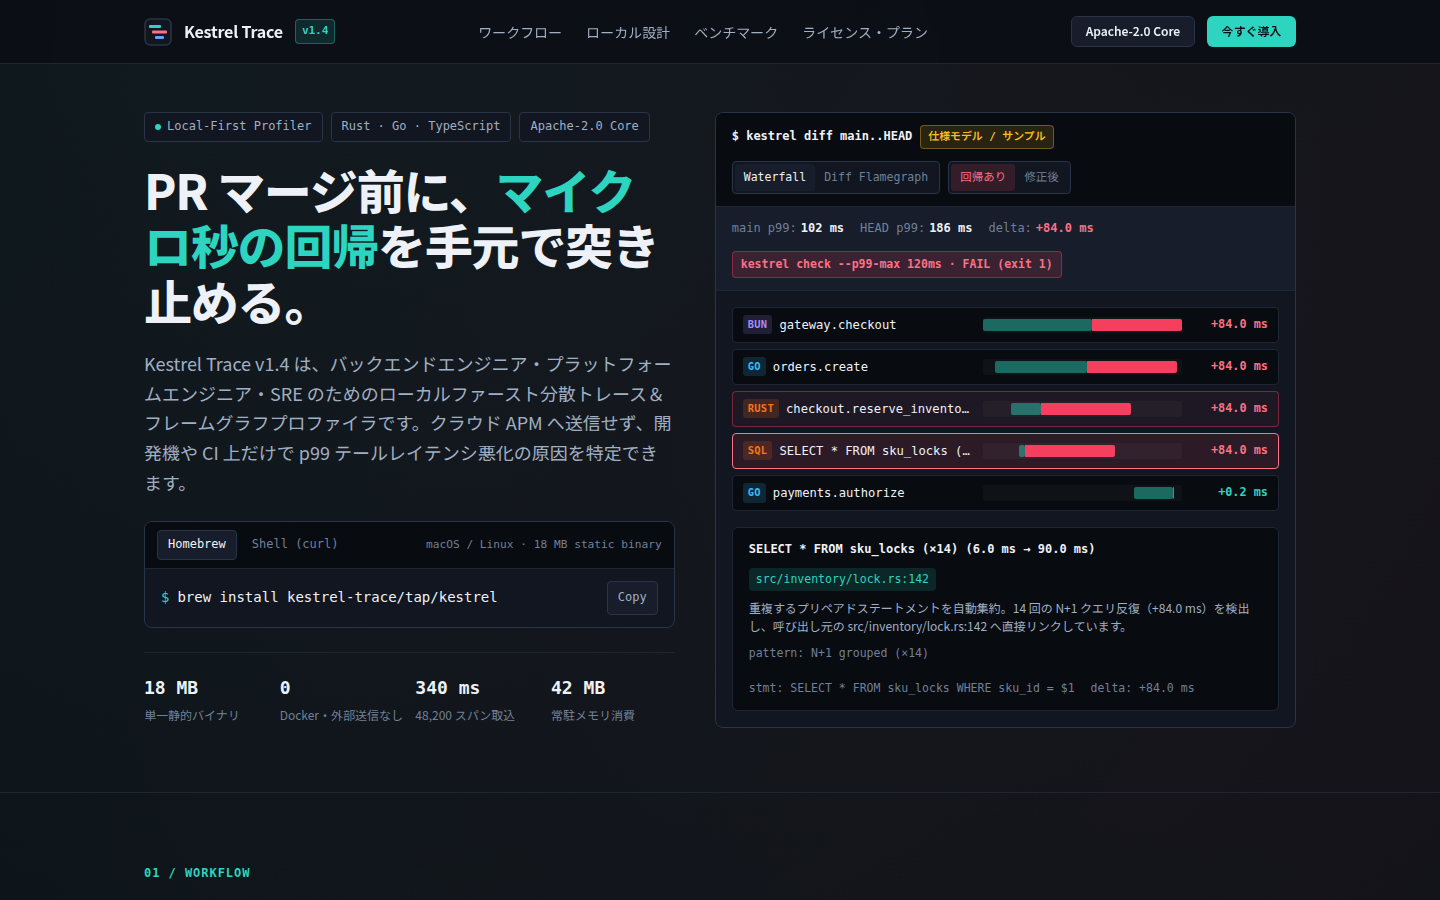 Kestrel Trace v1.4
ワークフロー ローカル設計 ベンチマーク ライセンス・プラン
Apache-2.0 Core 今すぐ導入
Local-First Profiler Rust · Go · TypeScript Apache-2.0 Core
PR マージ前に、マイク
ロ秒の回帰を手元で突き
止める。
Kestrel Trace v1.4 は、バックエンドエンジニア・プラットフォー
ムエンジニア・SRE のためのローカルファースト分散トレース＆
フレームグラフプロファイラです。クラウド APM へ送信せず、開
発機や CI 上だけで p99 テールレイテンシ悪化の原因を特定でき
ます。
Homebrew Shell (curl) macOS / Linux · 18 MB static binary
$ brew install kestrel-trace/tap/kestrel Copy
18 MB 0 340 ms 42 MB
単一静的バイナリ Docker・外部送信なし 48,200 スパン取込 常駐メモリ消費
$ kestrel diff main..HEAD 仕様モデル / サンプル
Waterfall Diff Flamegraph 回帰あり 修正後
main p99: 102 ms HEAD p99: 186 ms delta: +84.0 ms
kestrel check --p99-max 120ms · FAIL (exit 1)
BUN gateway.checkout +84.0 ms
GO orders.create +84.0 ms
RUST checkout.reserve_invento… +84.0 ms
SQL SELECT * FROM sku_locks (… +84.0 ms
GO payments.authorize +0.2 ms
SELECT * FROM sku_locks (×14) (6.0 ms → 90.0 ms)
src/inventory/lock.rs:142
重複するプリペアドステートメントを自動集約。14 回の N+1 クエリ反復（+84.0 ms）を検出
し、呼び出し元の src/inventory/lock.rs:142 へ直接リンクしています。
pattern: N+1 grouped (×14)
stmt: SELECT * FROM sku_locks WHERE sku_id = $1 delta: +84.0 ms
01 / WORKFLOW